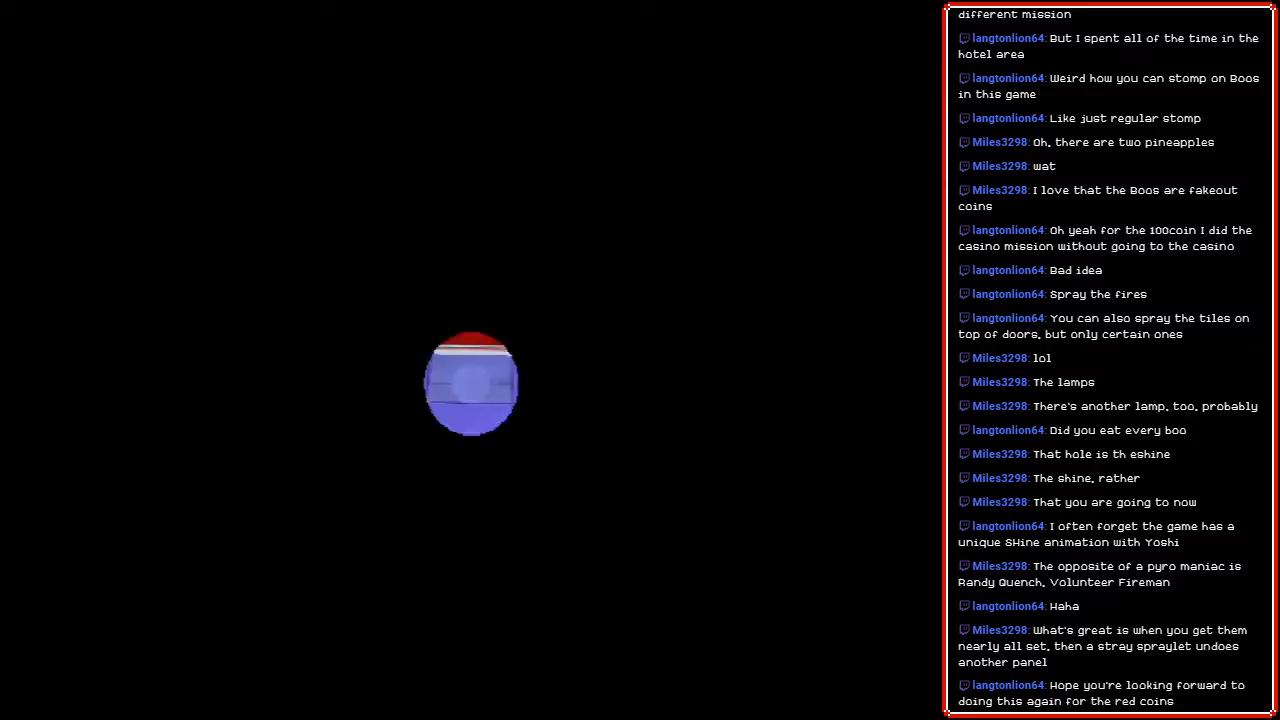 different mission
langtonlion64: But I spent all of the time in the
hotel area
langtonlion64: Weird how you can stomp on Boos
in this game
langtonlion64: Like just regular stomp
Miles3298: Oh, there are two pineapples
Miles3298: wat
Miles3298: I love that the Boos are fakeout
coins
langtonlion64: Oh yeah for the 100coin I did the
casino mission without going to the casino
langtonlion64: Bad idea
langtonlion64: Spray the fires
langtonlion64: You can also spray the tiles on
top of doors, but only certain ones
Miles3298: lol
Miles3298: The lamps
Miles3298: There's another lamp, too, probably
langtonlion64: Did you eat every boo
Miles3298: That hole is th eshine
Miles3298: The shine, rather
Miles3298: That you are going to now
langtonlion64: I often forget the game has a
unique SHine animation with Yoshi
Miles3298: The opposite of a pyro maniac is
Randy Quench, Volunteer Fireman
langtonlion64: Haha
Miles3298: What's great is when you get them
nearly all set, then a stray spraylet undoes
another panel
langtonlion64: Hope you're looking forward to
doing this again for the red coins